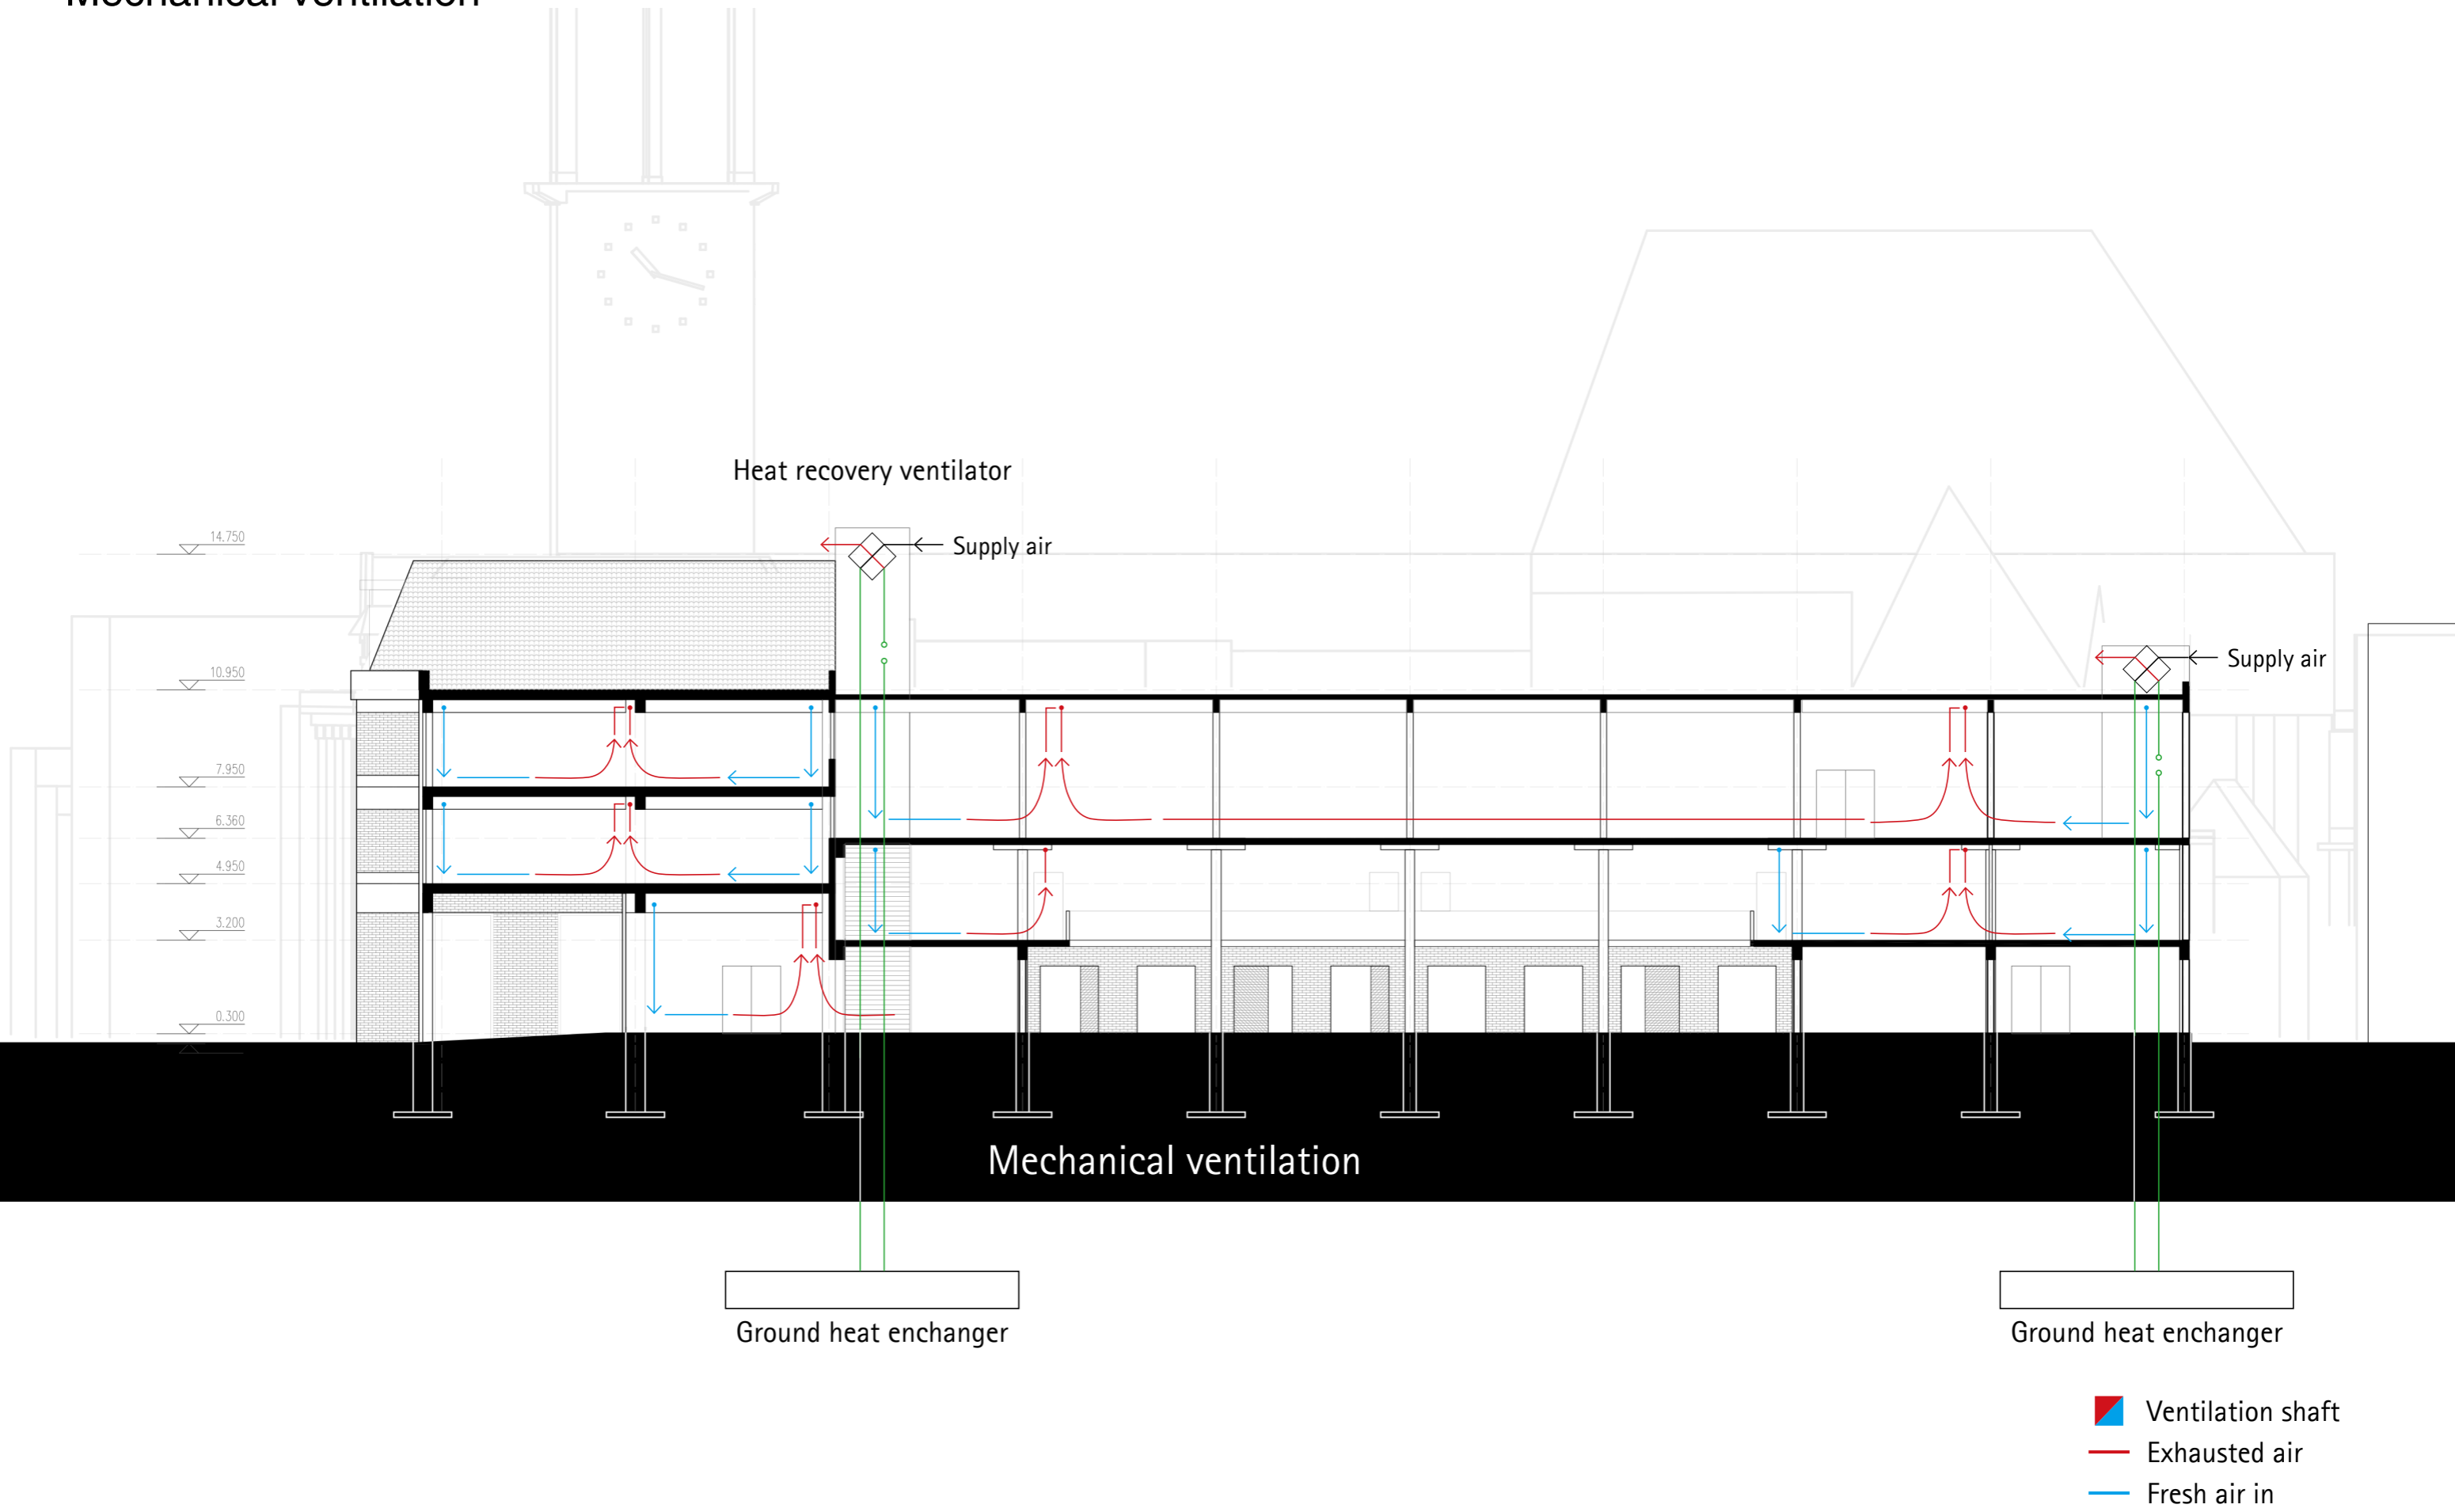 Mechanical ventilation
Heat recovery ventilator
14.750
Supply air
Supply air
10.950
7.950
6.360
4.950
3.200
0.300
Mechanical ventilation
Ground heat enchanger
Ground heat enchanger
Ventilation shaft
Exhausted air
Fresh air in